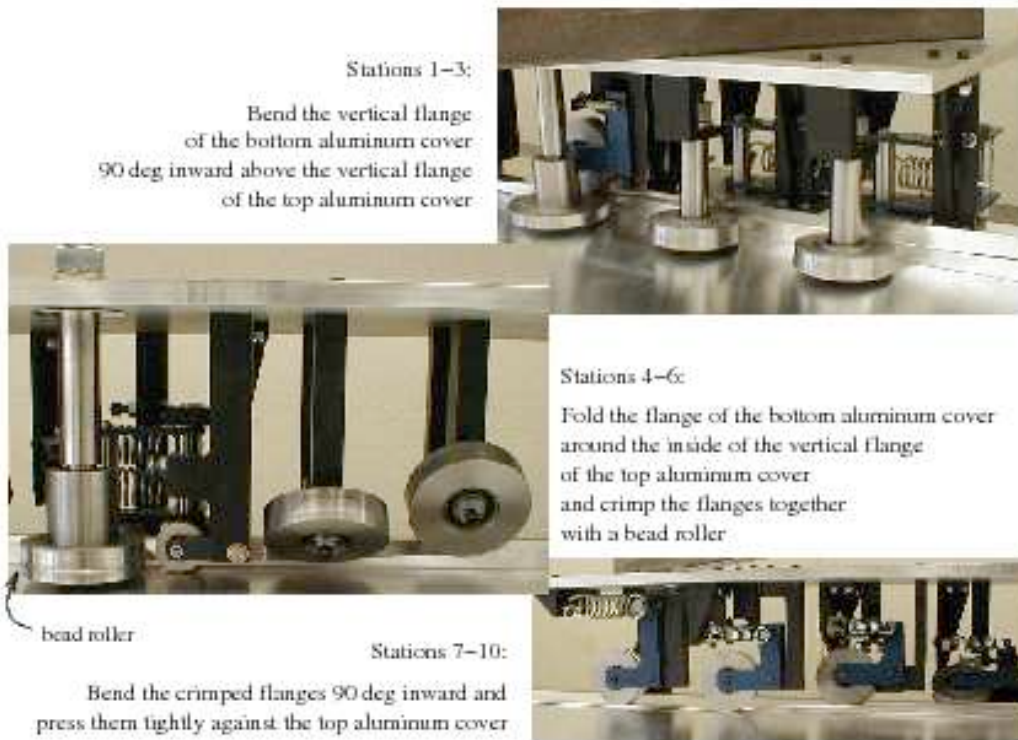 Stations 1–3:
Bend the vertical flange
of the bottom aluminum cover
90 deg inward above the vertical flange
of the top aluminum cover
Stations 4–6:
Fold the flange of the bottom aluminum cover
around the inside of the vertical flange
of the top aluminum cover
and crimp the flanges together
with a bead roller
bead roller
Stations 7–10:
Bend the crimped flanges 90 deg inward and
press them tightly against the top aluminum cover